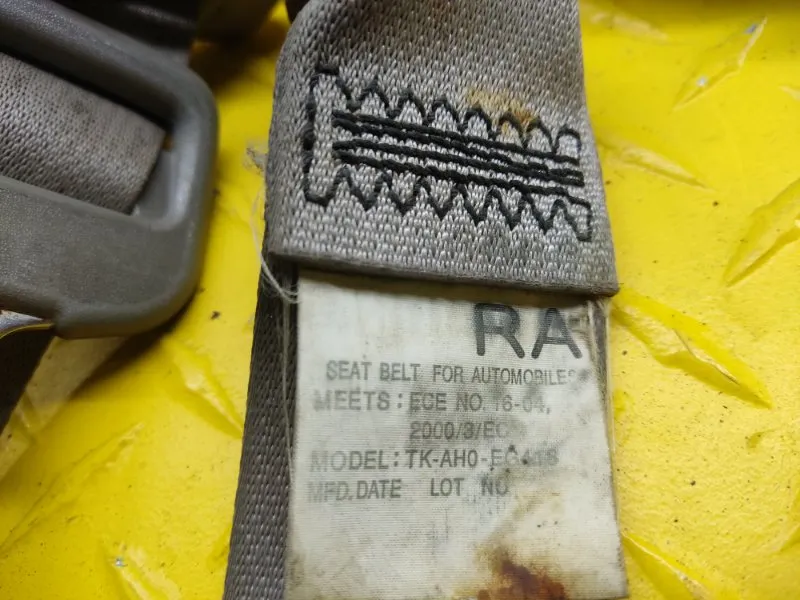 RA
SEAT BELT FOR AUTOMOBILES
MEETS: ECE NO. 16-04,
2000/3/EC
MODEL: TK-AH0-EC41S
MFD. DATE LOT NO